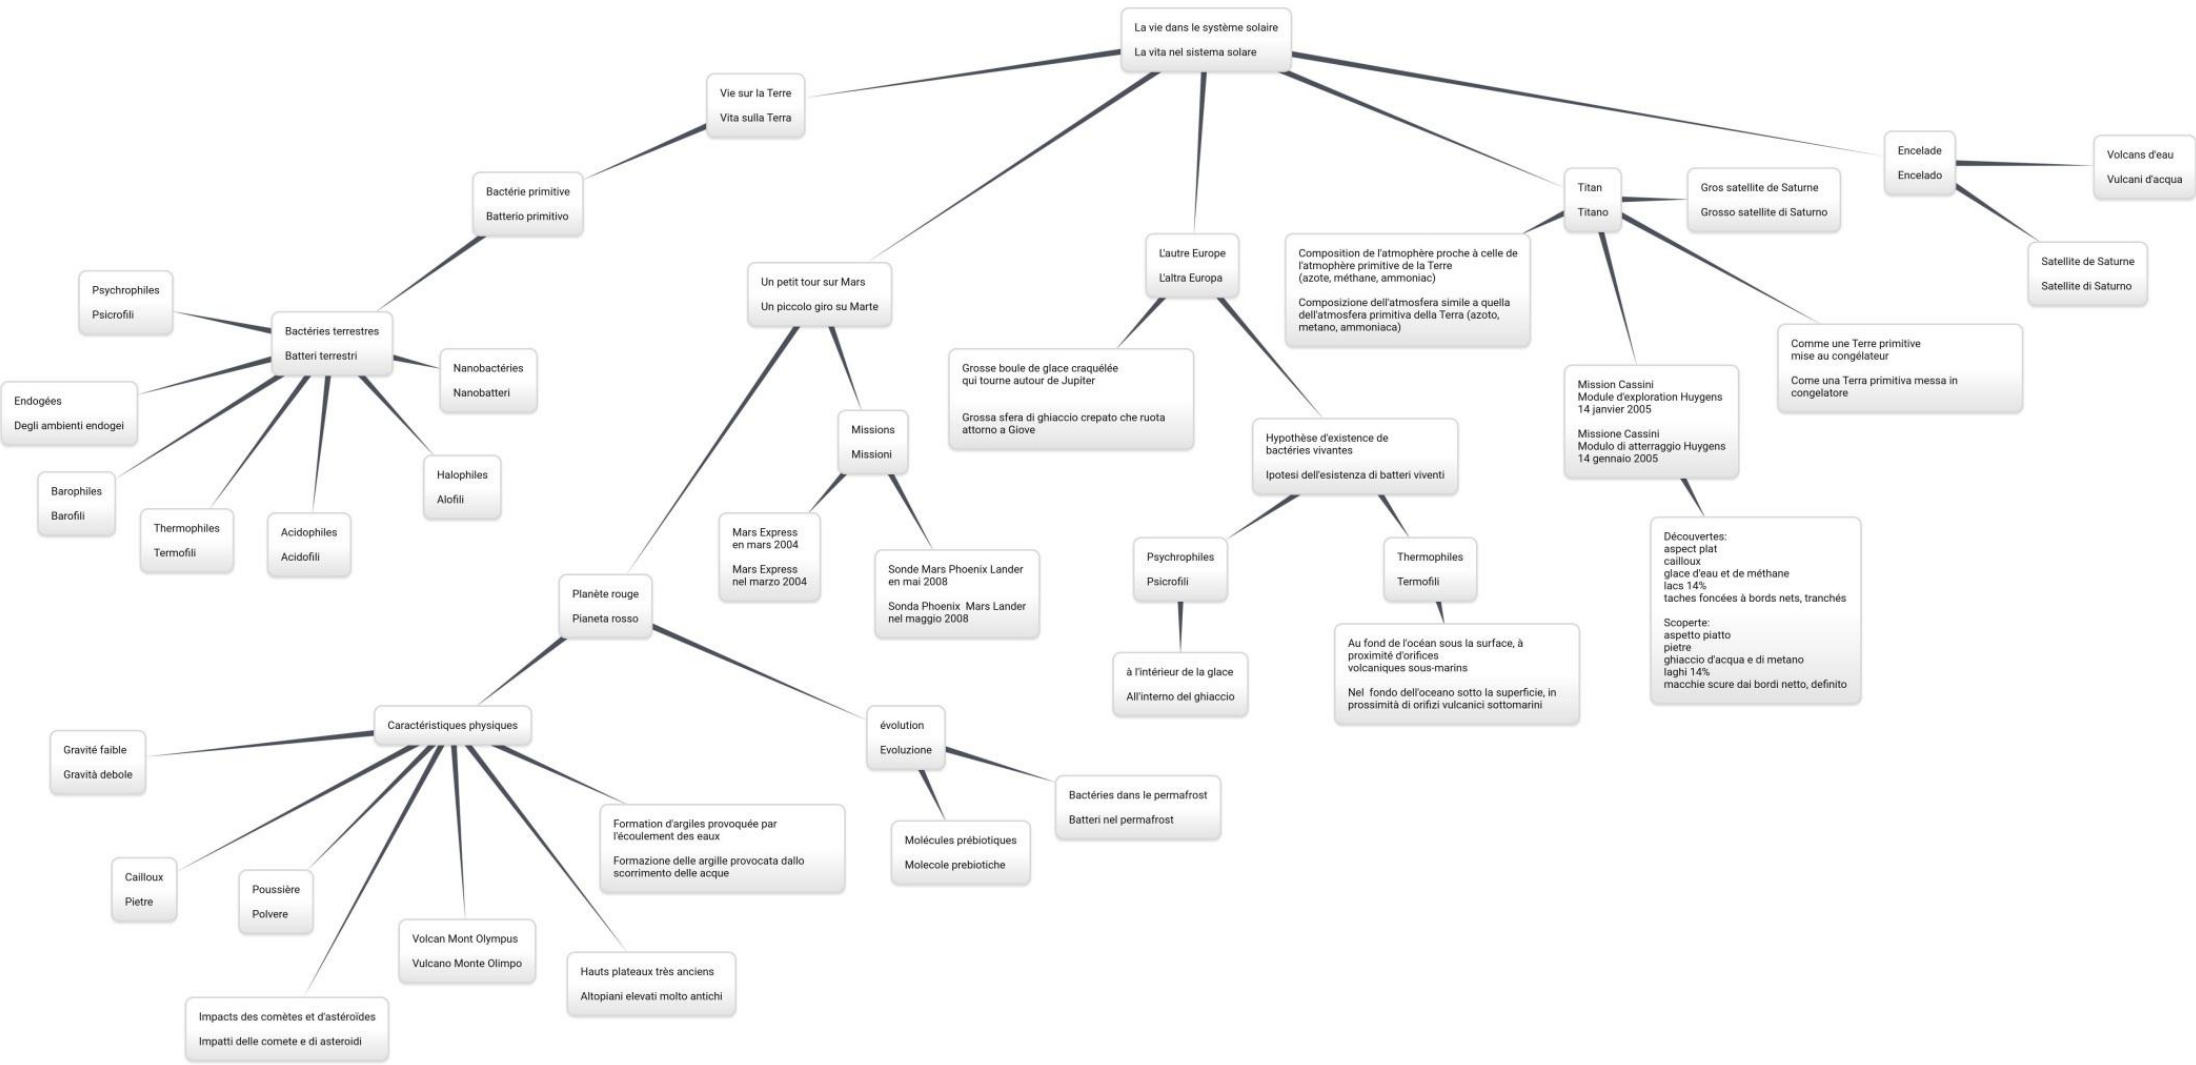 La vie dans le système solaire
La vita nel sistema solare
Vie sur la Terre
Vita sulla Terra
Bactérie primitive
Batterio primitivo
Bactéries terrestres
Batteri terrestri
Psychrophiles
Psicrofili
Endogées
Degli ambienti endogei
Barophiles
Barofili
Thermophiles
Termofili
Acidophiles
Acidofili
Halophiles
Alofili
Nanobactéries
Nanobatteri
Un petit tour sur Mars
Un piccolo giro su Marte
Missions
Missioni
Mars Express
en mars 2004
Mars Express
nel marzo 2004
Sonde Mars Phoenix Lander
en mai 2008
Sonda Phoenix  Mars Lander
nel maggio 2008
Planète rouge
Pianeta rosso
Caractéristiques physiques
Gravité faible
Gravità debole
Cailloux
Pietre
Poussière
Polvere
Impacts des comètes et d'astéroïdes
Impatti delle comete e di asteroidi
Volcan Mont Olympus
Vulcano Monte Olimpo
Hauts plateaux très anciens
Altopiani elevati molto antichi
Formation d'argiles provoquée par
l'écoulement des eaux
Formazione delle argille provocata dallo
scorrimento delle acque
évolution
Evoluzione
Molécules prébiotiques
Molecole prebiotiche
Bactéries dans le permafrost
Batteri nel permafrost
L'autre Europe
L'altra Europa
Grosse boule de glace craquélée
qui tourne autour de Jupiter
Grossa sfera di ghiaccio crepato che ruota
attorno a Giove
Hypothèse d'existence de
bactéries vivantes
Ipotesi dell'esistenza di batteri viventi
Psychrophiles
Psicrofili
à l'intérieur de la glace
All'interno del ghiaccio
Thermophiles
Termofili
Au fond de l'océan sous la surface, à
proximité d'orifices
volcaniques sous-marins
Nel  fondo dell'oceano sotto la superficie, in
prossimità di orifizi vulcanici sottomarini
Titan
Titano
Gros satellite de Saturne
Grosso satellite di Saturno
Composition de l'atmophère proche à celle de
l'atmophère primitive de la Terre
(azote, méthane, ammoniac)
Composizione dell'atmosfera simile a quella
dell'atmosfera primitiva della Terra (azoto,
metano, ammoniaca)
Mission Cassini
Module d'exploration Huygens
14 janvier 2005
Missione Cassini
Modulo di atterraggio Huygens
14 gennaio 2005
Découvertes:
aspect plat
cailloux
glace d'eau et de méthane
lacs 14%
taches foncées à bords nets, tranchés
Scoperte:
aspetto piatto
pietre
ghiaccio d'acqua e di metano
laghi 14%
macchie scure dai bordi netto, definito
Comme une Terre primitive
mise au congélateur
Come una Terra primitiva messa in
congelatore
Encelade
Encelado
Volcans d'eau
Vulcani d'acqua
Satellite de Saturne
Satellite di Saturno